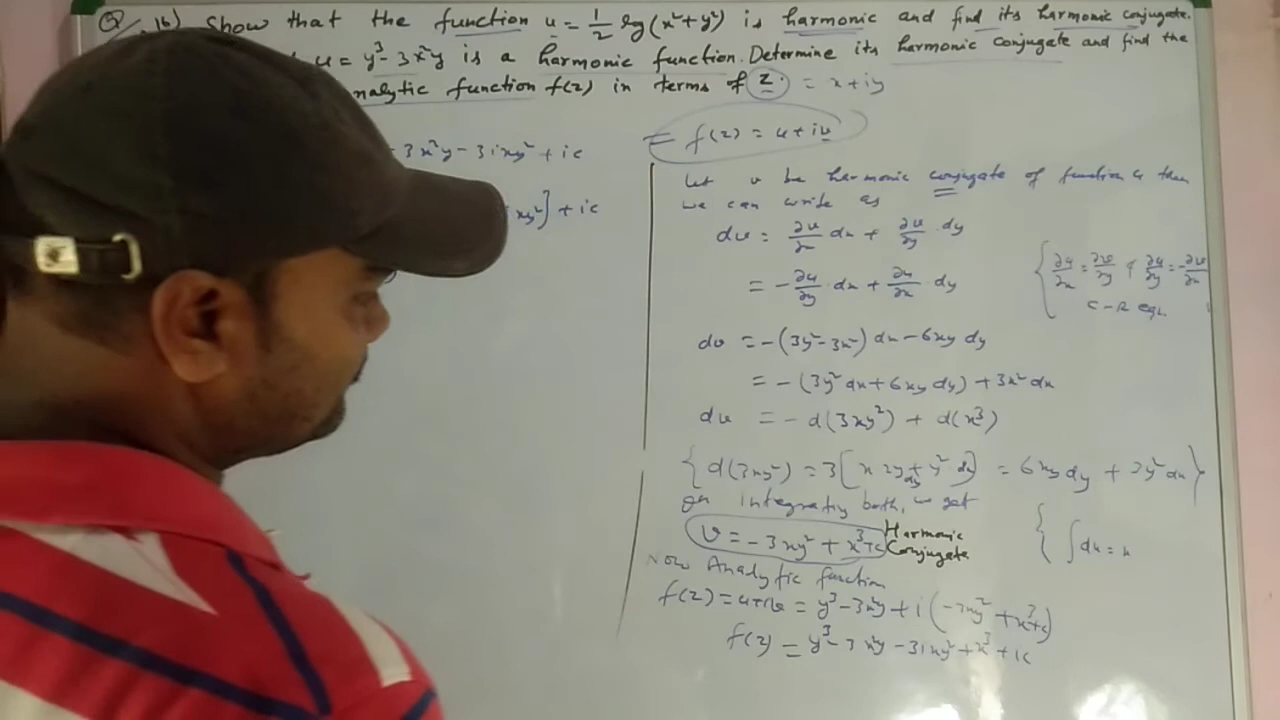 Q. 16) Show that the function u = 1/2 log(x²+y²) is harmonic and find its harmonic conjugate.
u = y³ - 3x²y is a harmonic function. Determine its harmonic conjugate and find the
nalytic function f(z) in terms of z. = x+iy
- 3x²y - 3ixy² + ic
xy²] + ic
= f(z) = u+iv
Let v be harmonic conjugate of function u then
we can write as
dv = ∂v/∂x dx + ∂v/∂y . dy
= -∂u/∂y . dx + ∂u/∂x . dy
{ ∂u/∂x = ∂v/∂y & ∂u/∂y = -∂v/∂x
C-R eqn.
dv = -(3y²-3x²) dx - 6xy dy
= -(3y² dx + 6xy dy) + 3x² dx
dv = -d(3xy²) + d(x³)
{ d(3xy²) = 3[x 2y dy + y² dx] = 6xy dy + 3y² dx }
on integrating both, we get
v = -3xy² + x³+c Harmonic Conjugate
{ ∫dx = x
Now Analytic function
f(z) = u+iv = y³ - 3x²y + i(-3xy² + x³+c)
f(z) = y³ - 3x²y - 3ixy² + x³ + ic